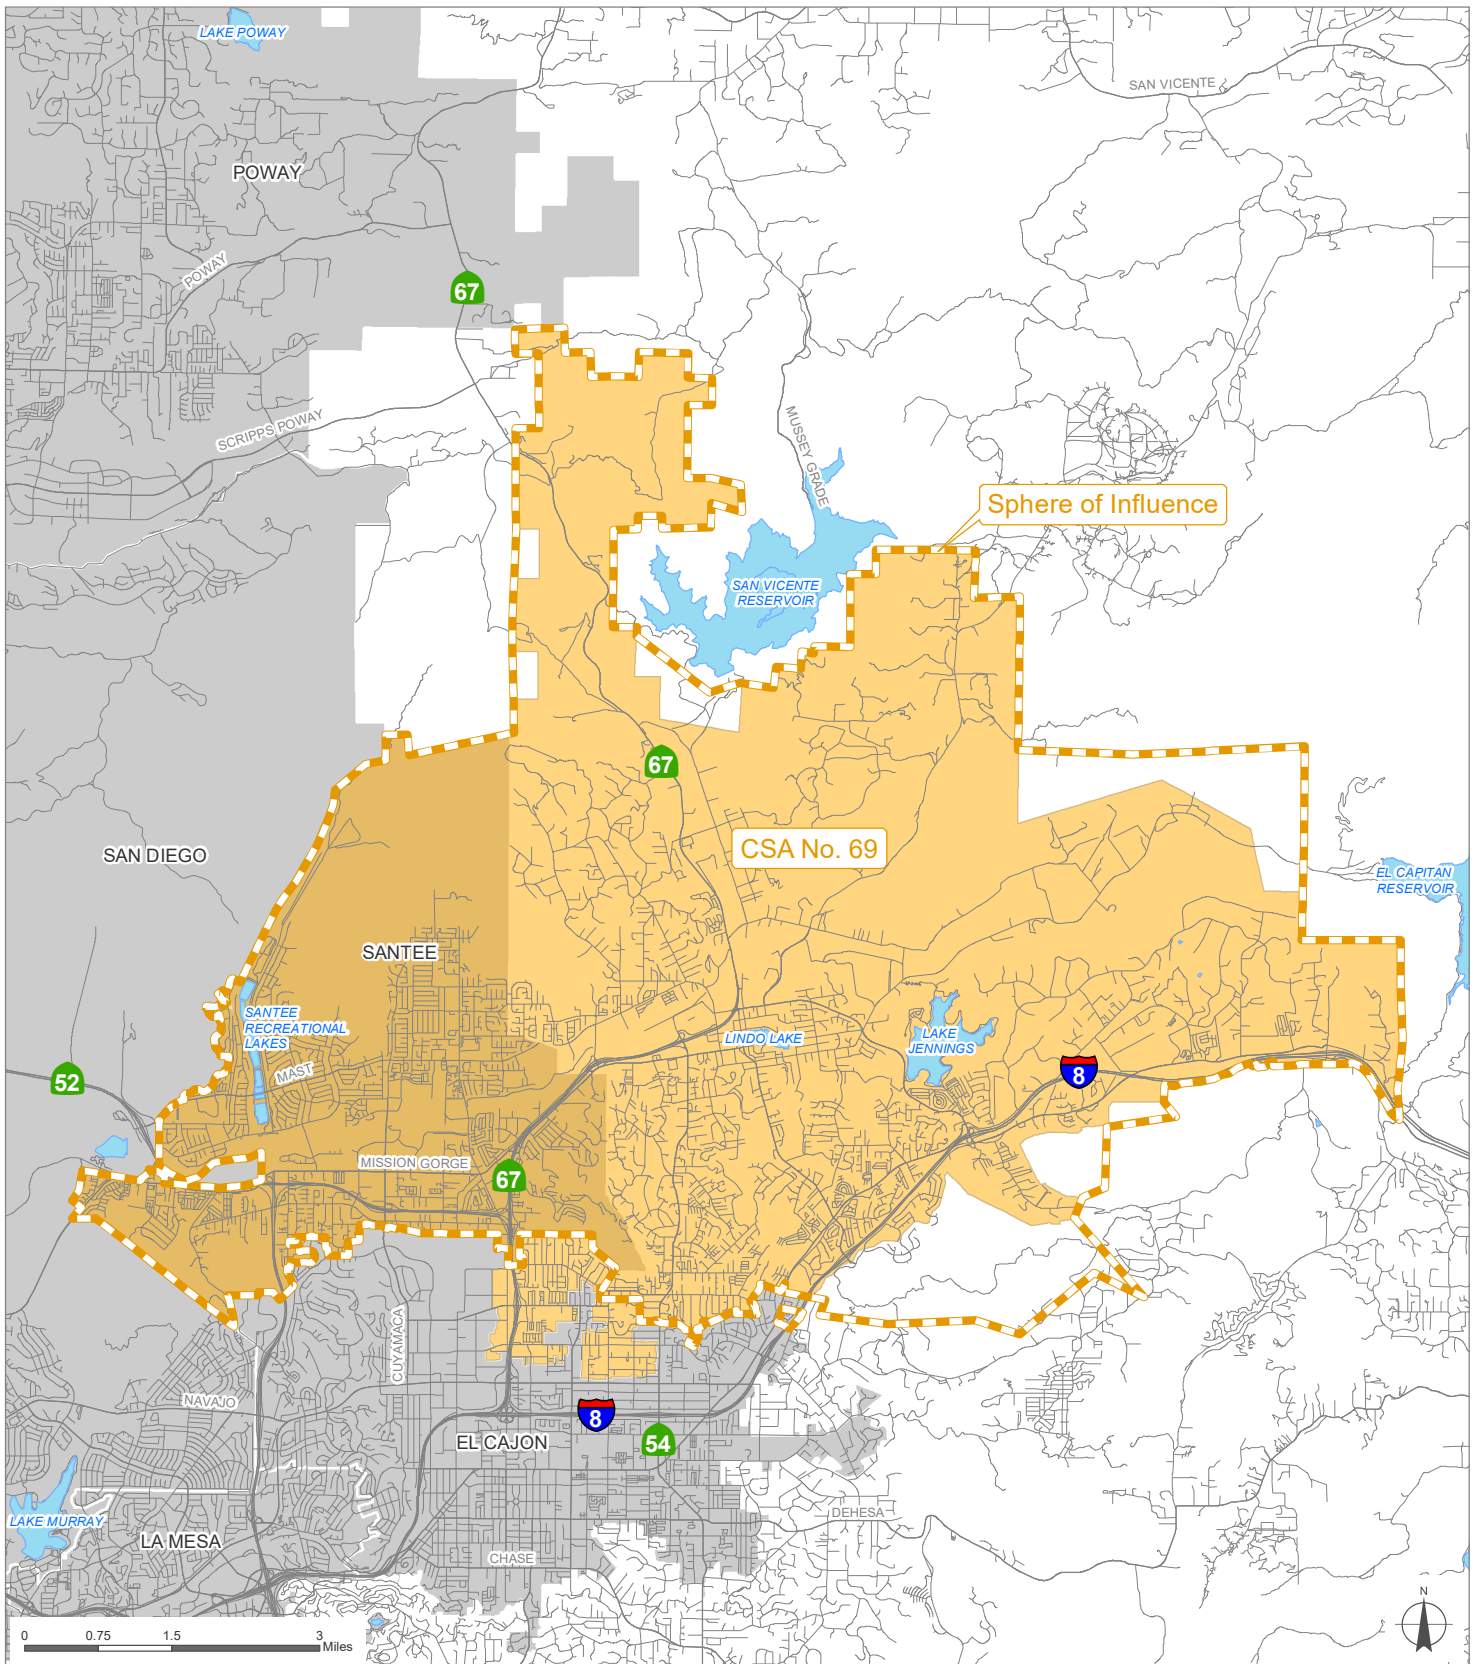 LAKE POWAY
SAN VICENTE
POWAY
POWAY
67
SCRIPPS POWAY
MUSSEY GRADE
Sphere of Influence
SAN VICENTE
RESERVOIR
67
CSA No. 69
SAN DIEGO
EL CAPITAN
RESERVOIR
SANTEE
SANTEE
RECREATIONAL
LAKES
LINDO LAKE
LAKE
JENNINGS
MAST
52
8
MISSION GORGE
67
CUYAMACA
NAVAJO
8
EL CAJON
54
LAKE MURRAY
DEHESA
LA MESA
CHASE
N
0 0.75 1.5 3
Miles